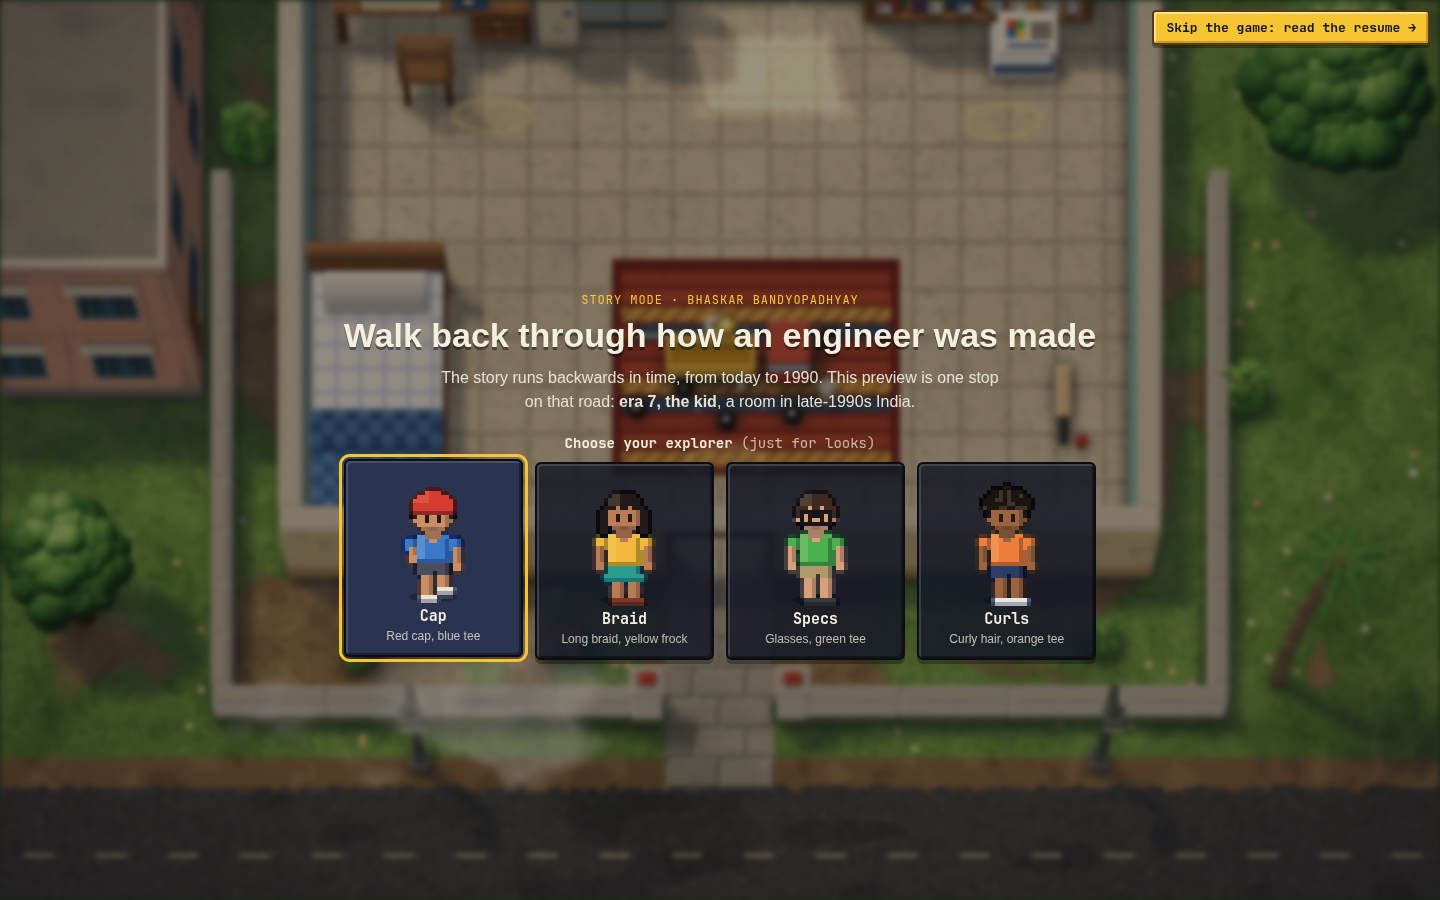 Skip the game: read the resume →
STORY MODE · BHASKAR BANDYOPADHYAY
Walk back through how an engineer was made
The story runs backwards in time, from today to 1990. This preview is one stop
on that road: era 7, the kid, a room in late-1990s India.
Choose your explorer (just for looks)
Cap
Red cap, blue tee
Braid
Long braid, yellow frock
Specs
Glasses, green tee
Curls
Curly hair, orange tee